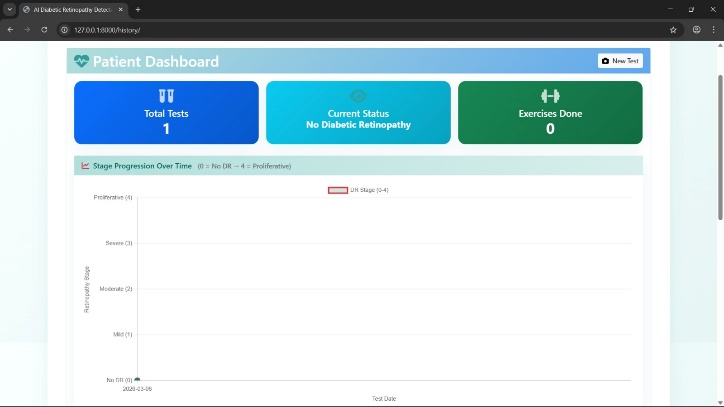 AI Diabetic Retinopathy Detecti
127.0.0.1:8000/history/
Patient Dashboard
New Test
Total Tests
1
Current Status
No Diabetic Retinopathy
Exercises Done
0
Stage Progression Over Time (0 = No DR → 4 = Proliferative)
DR Stage (0-4)
Proliferative (4)
Severe (3)
Moderate (2)
Mild (1)
No DR (0)
Retinopathy Stage
2026-03-06
Test Date